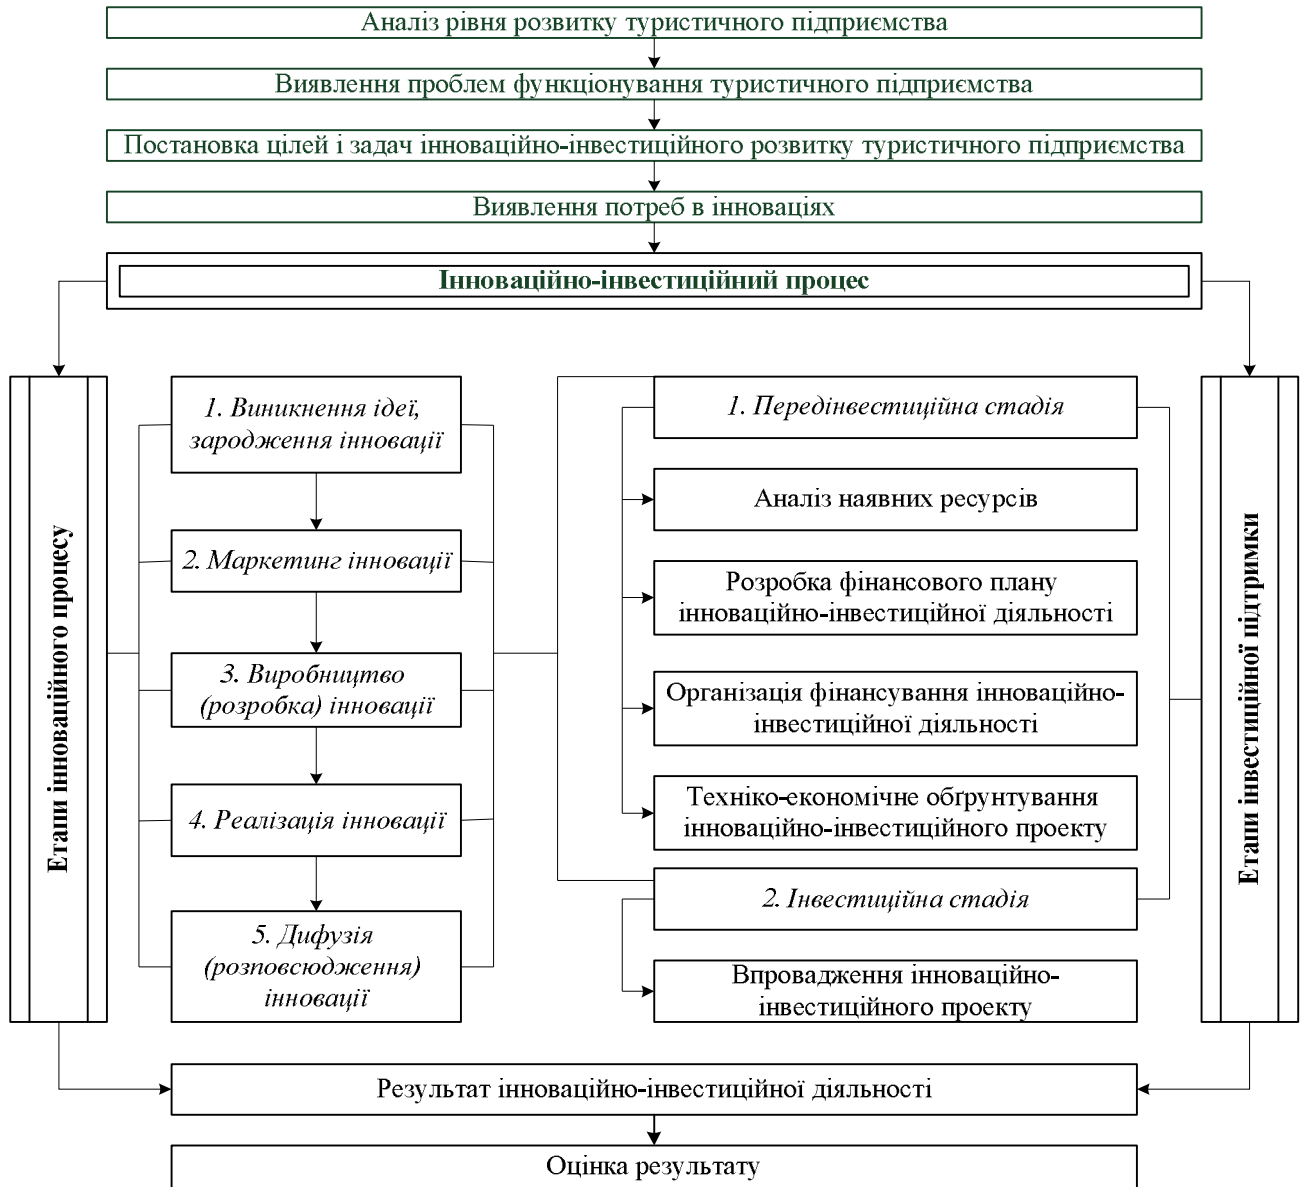 Аналіз рівня розвитку туристичного підприємства
Виявлення проблем функціонування туристичного підприємства
Постановка цілей і задач інноваційно-інвестиційного розвитку туристичного підприємства
Виявлення потреб в інноваціях
Інноваційно-інвестиційний процес
Етапи інноваційного процесу
1. Виникнення ідеї,
зародження інновації
2. Маркетинг інновації
3. Виробництво
(розробка) інновації
4. Реалізація інновації
5. Дифузія
(розповсюдження)
інновації
1. Передінвестиційна стадія
Аналіз наявних ресурсів
Розробка фінансового плану
інноваційно-інвестиційної діяльності
Організація фінансування інноваційно-
інвестиційної діяльності
Техніко-економічне обґрунтування
інноваційно-інвестиційного проекту
2. Інвестиційна стадія
Впровадження інноваційно-
інвестиційного проекту
Етапи інвестиційної підтримки
Результат інноваційно-інвестиційної діяльності
Оцінка результату